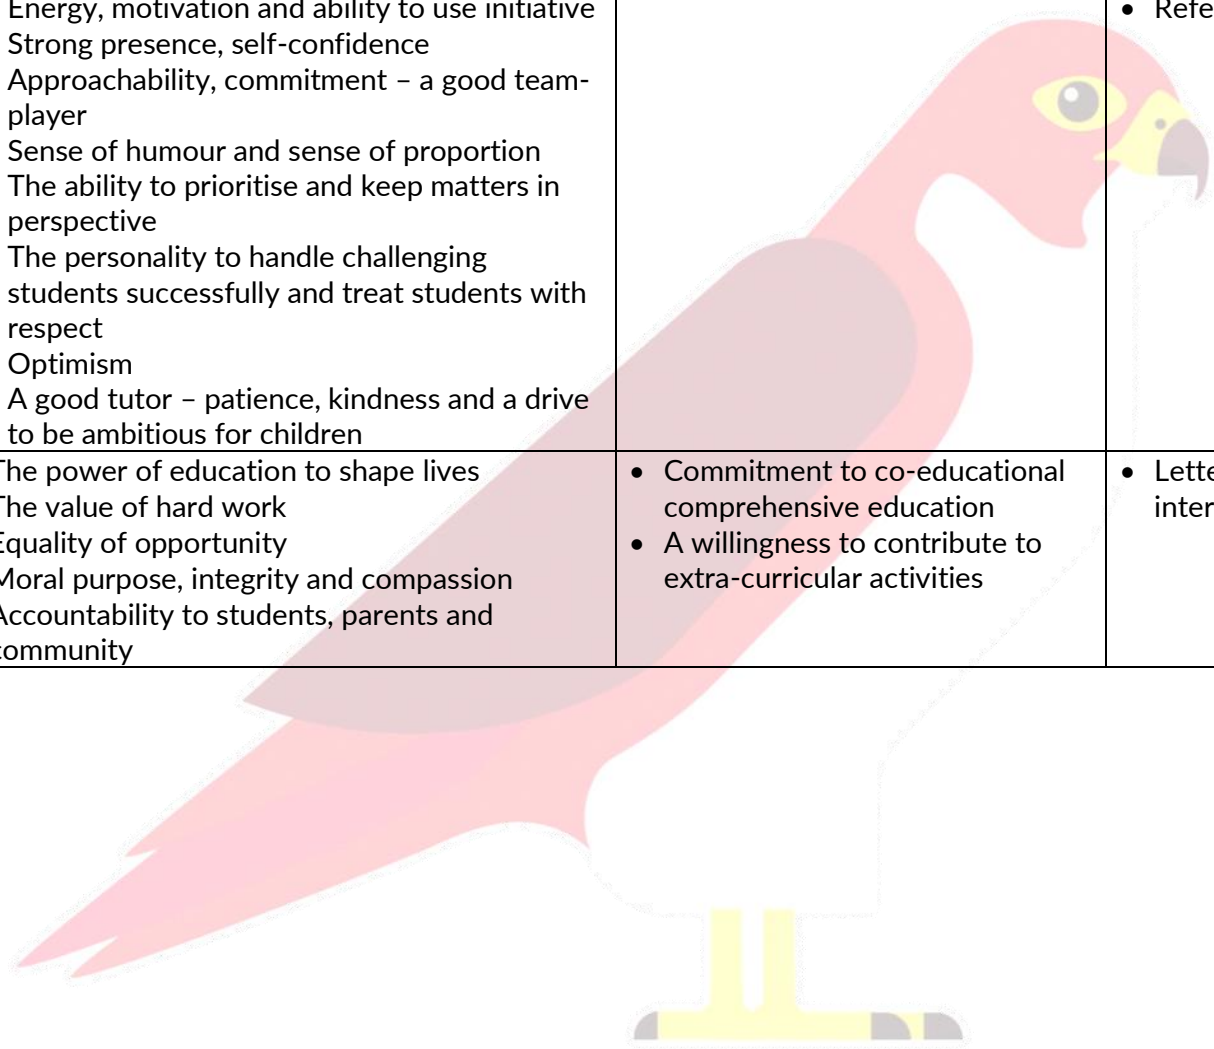 Energy, motivation and ability to use initiative
Strong presence, self-confidence
Approachability, commitment – a good team-
player
Sense of humour and sense of proportion
The ability to prioritise and keep matters in
perspective
The personality to handle challenging
students successfully and treat students with
respect
Optimism
A good tutor – patience, kindness and a drive
to be ambitious for children
• Refe
The power of education to shape lives
The value of hard work
Equality of opportunity
Moral purpose, integrity and compassion
Accountability to students, parents and
community
• Commitment to co-educational
comprehensive education
• A willingness to contribute to
extra-curricular activities
• Lette
inter